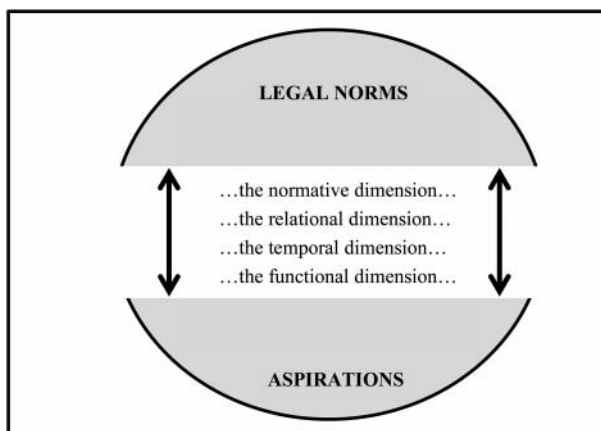 LEGAL NORMS
…the normative dimension…
…the relational dimension…
…the temporal dimension…
…the functional dimension…
ASPIRATIONS